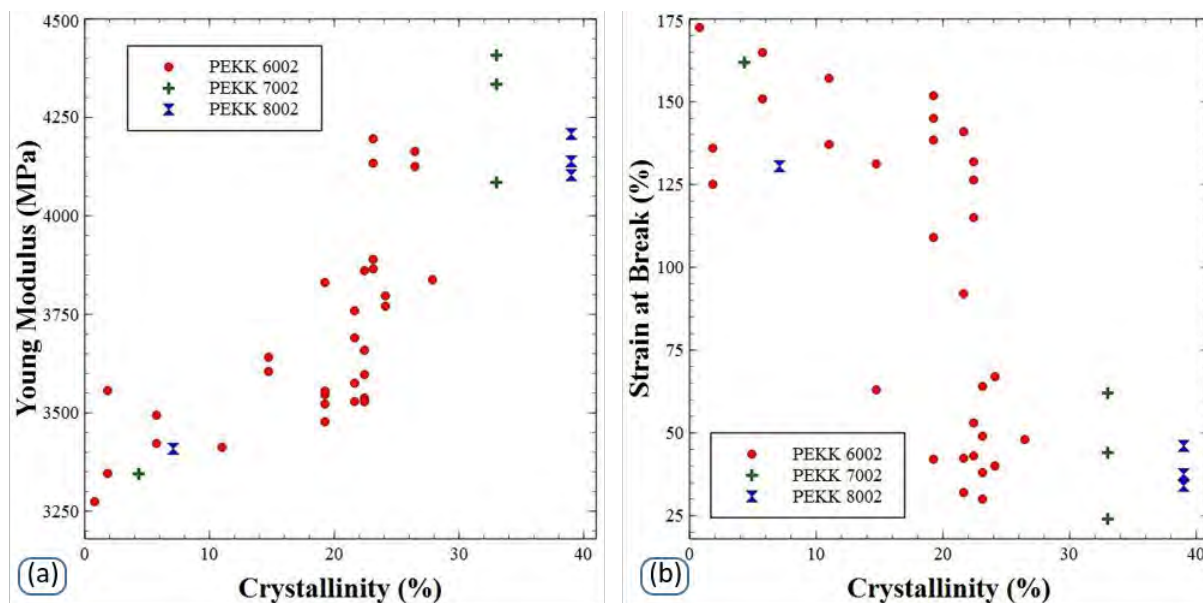 4500
4250
4000
3750
3500
3250
Young Modulus (MPa)
PEKK 6002
PEKK 7002
PEKK 8002
0 10 20 30 40
Crystallinity (%)
(a)
175
150
125
100
75
50
25
Strain at Break (%)
PEKK 6002
PEKK 7002
PEKK 8002
0 10 20 30 40
Crystallinity (%)
(b)